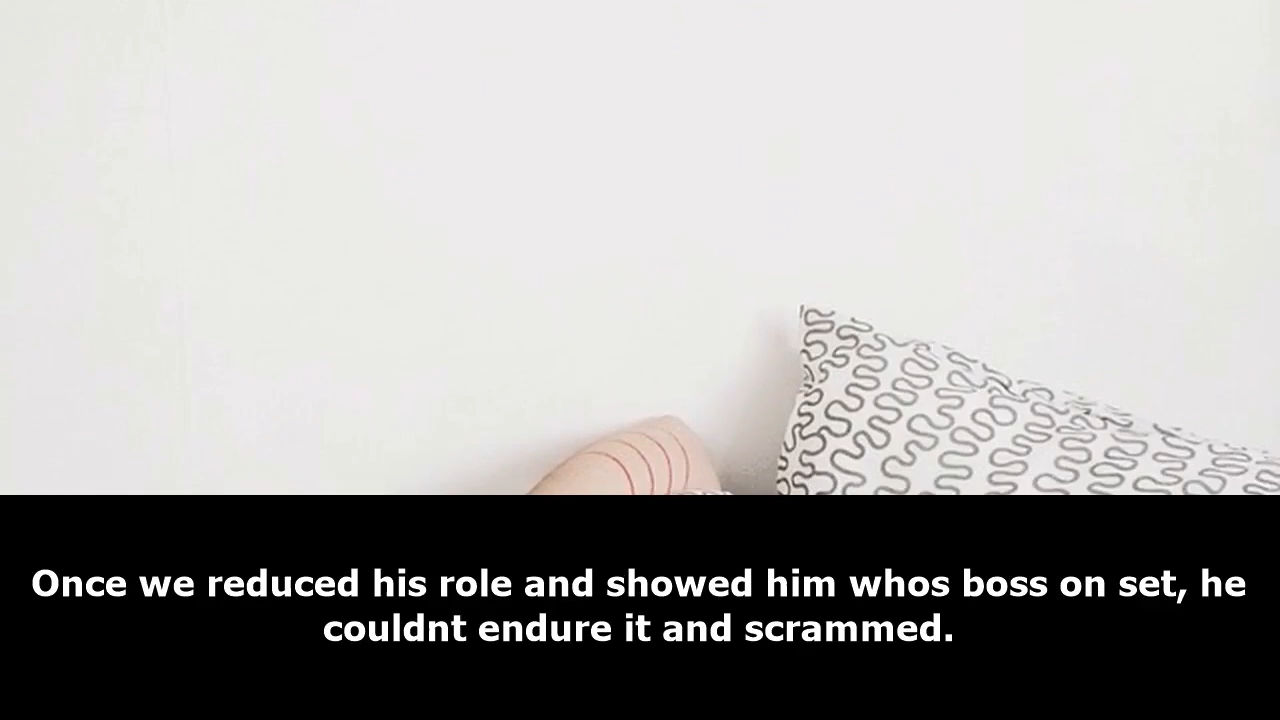 Once we reduced his role and showed him whos boss on set, he
couldnt endure it and scrammed.